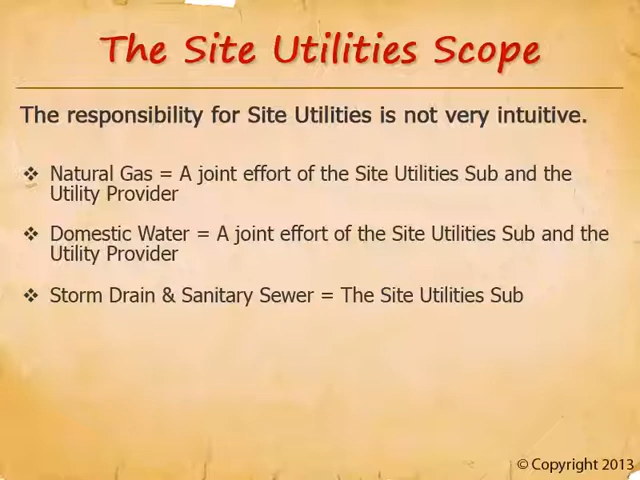 The Site Utilities Scope
The responsibility for Site Utilities is not very intuitive.
❖ Natural Gas = A joint effort of the Site Utilities Sub and the
Utility Provider
❖ Domestic Water = A joint effort of the Site Utilities Sub and the
Utility Provider
❖ Storm Drain & Sanitary Sewer = The Site Utilities Sub
© Copyright 2013